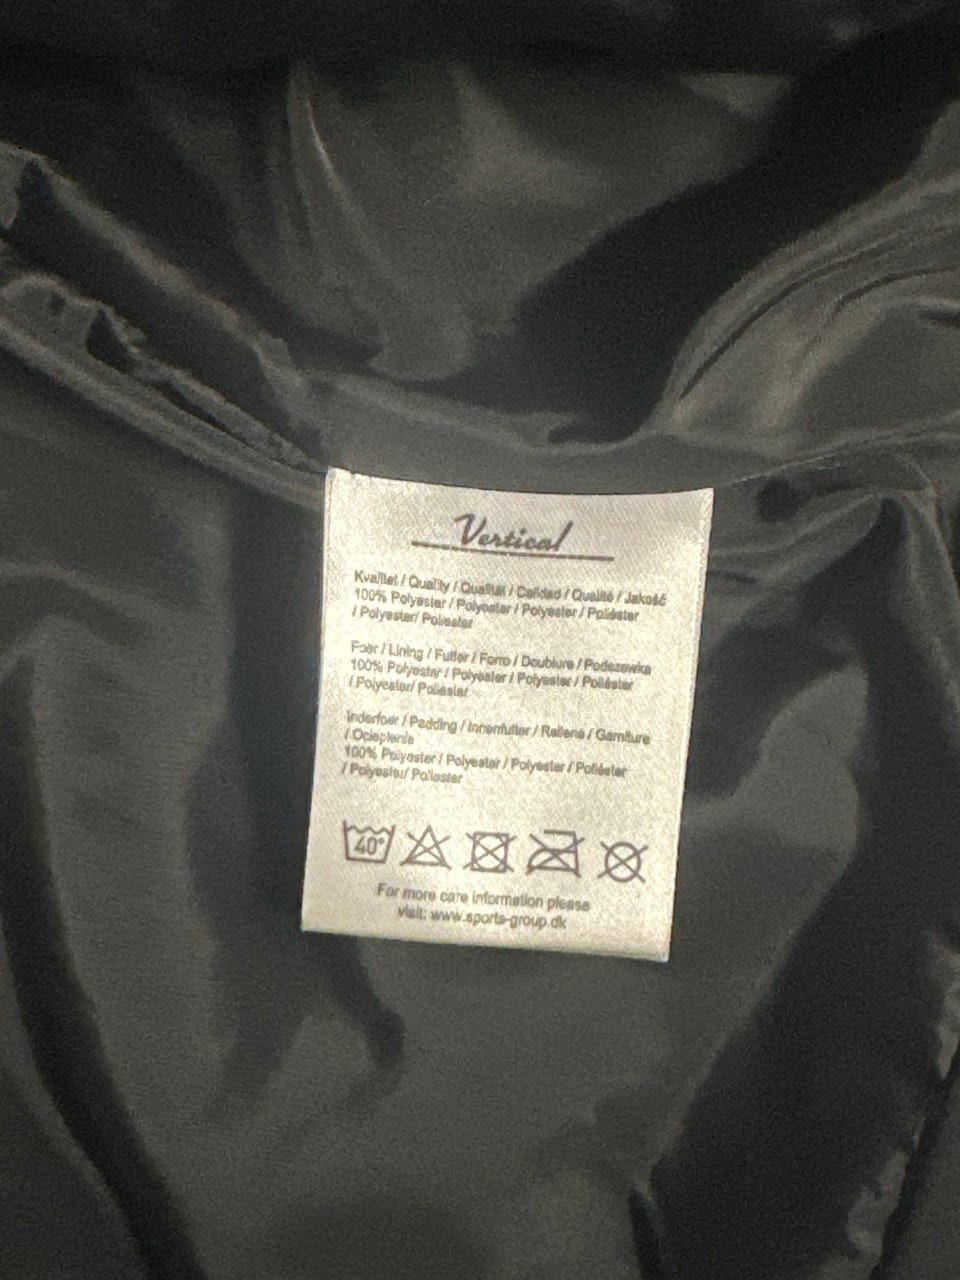 Vertical
Kvalitet / Quality / Qualität / Calidad / Qualité / Jakość
100% Polyester / Polyester / Polyester / Poliéster
/ Polyester/ Poliester
Foer / Lining / Futter / Forro / Doublure / Podszewka
100% Polyester / Polyester / Polyester / Poliéster
/ Polyester/ Poliester
Inderfoer / Padding / Innenfutter / Rellene / Garniture
/ Ocieplenie
100% Polyester / Polyester / Polyester / Poliéster
/ Polyester/ Poliester
40°
For more care information please
visit: www.sports-group.dk